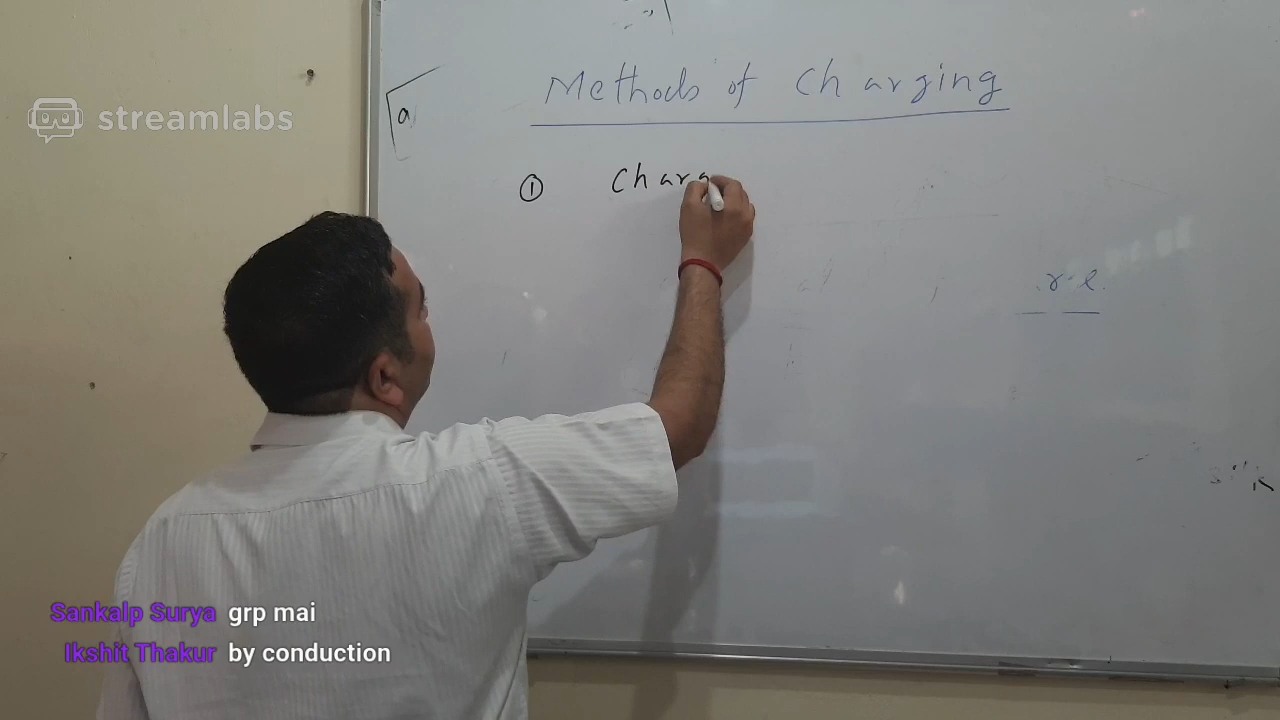 streamlabs
a
Methods of Charging
① Charg
r.e.
Sankalp Surya grp mai
Ikshit Thakur by conduction